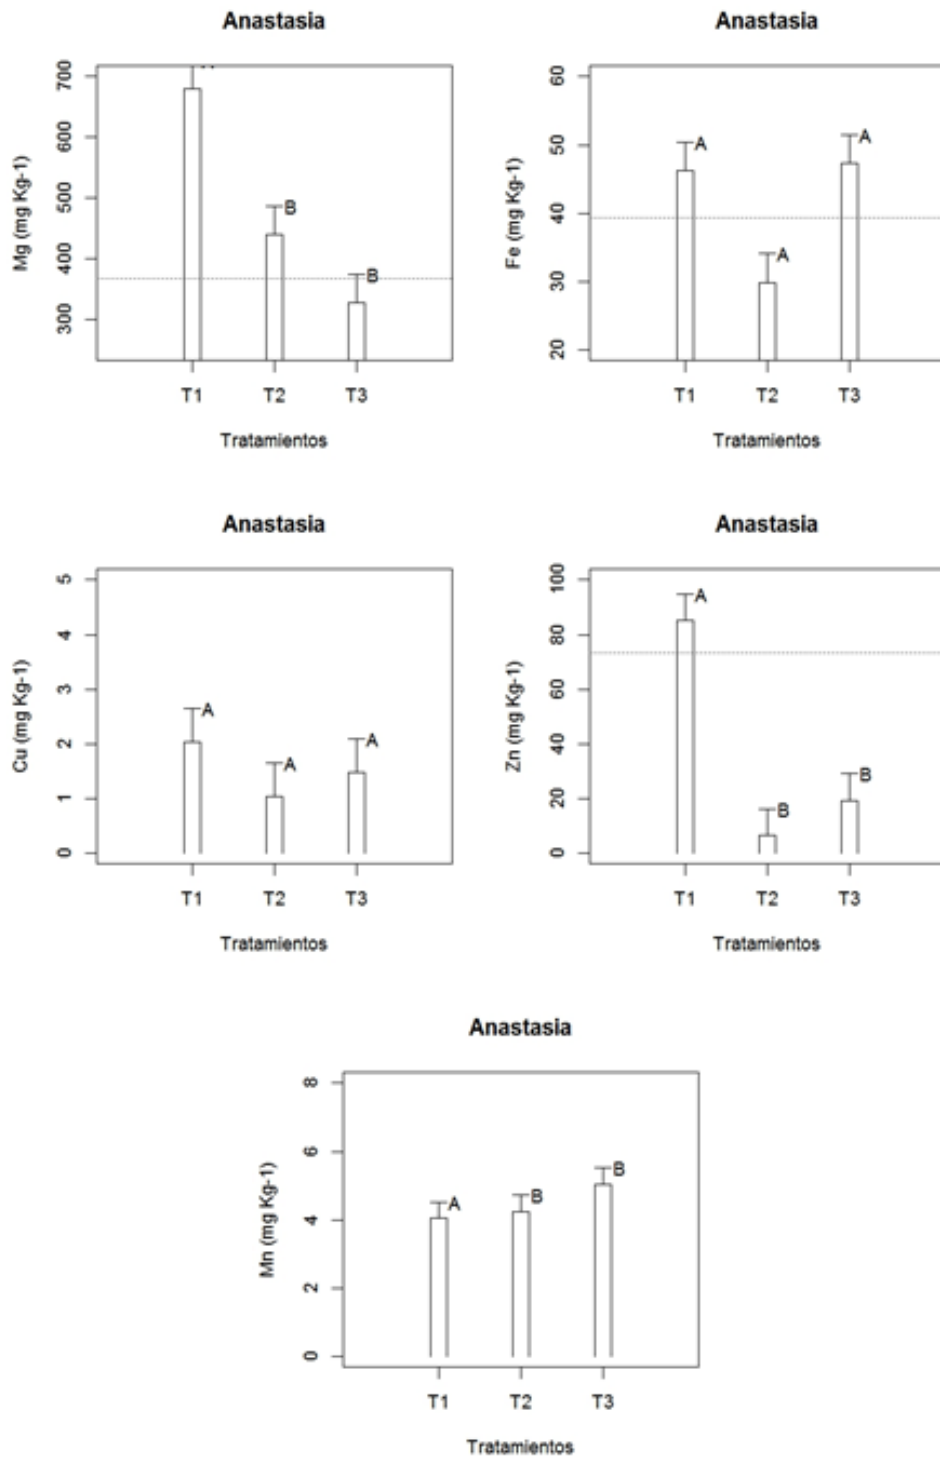 Anastasia
Mg (mg Kg-1)
700
600
500
400
300
B
B
T1 T2 T3
Tratamientos
Anastasia
Fe (mg Kg-1)
60
50
40
30
20
A
A
A
T1 T2 T3
Tratamientos
Anastasia
Cu (mg Kg-1)
5
4
3
2
1
0
A
A
A
T1 T2 T3
Tratamientos
Anastasia
Zn (mg Kg-1)
100
80
60
40
20
0
A
B
B
T1 T2 T3
Tratamientos
Anastasia
Mn (mg Kg-1)
8
6
4
2
0
A
B
B
T1 T2 T3
Tratamientos